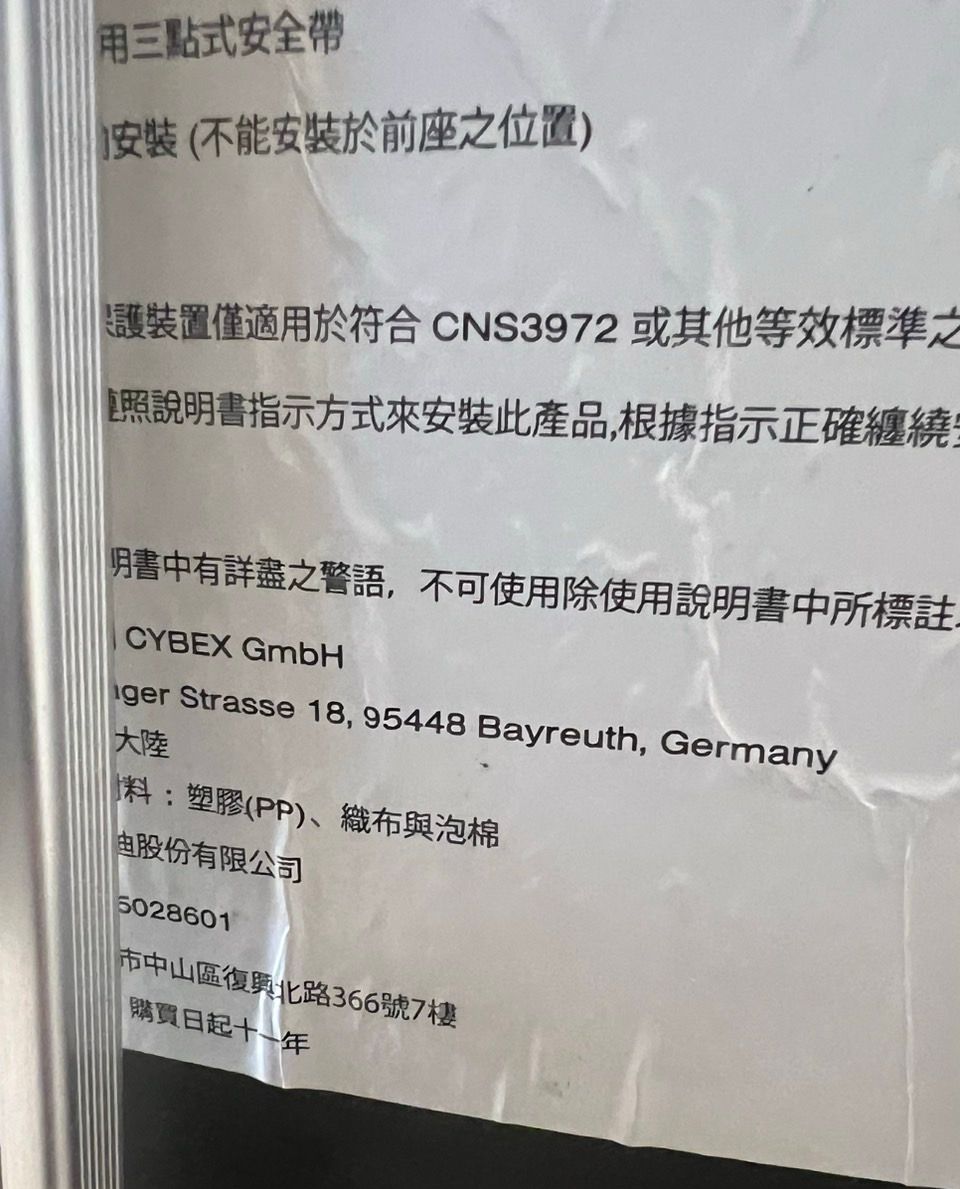 用三點式安全帶
安裝 (不能安裝於前座之位置)
護裝置僅適用於符合 CNS3972 或其他等效標準之
照說明書指示方式來安裝此產品,根據指示正確纏繞
明書中有詳盡之警語, 不可使用除使用說明書中所標註
CYBEX GmbH
ger Strasse 18, 95448 Bayreuth, Germany
大陸
料：塑膠(PP)、織布與泡棉
迪股份有限公司
5028601
市中山區復興北路366號7樓
購買日起十一年